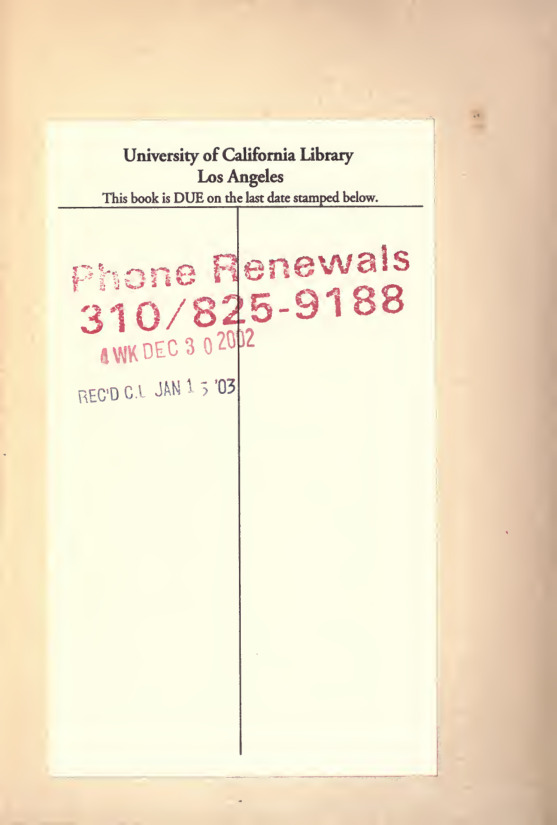 University of California Library
Los Angeles
This book is DUE on the last date stamped below.
Phone Renewals
310/825-9188
4 WK DEC 3 0 2002
REC'D C.L JAN 1 5 '03